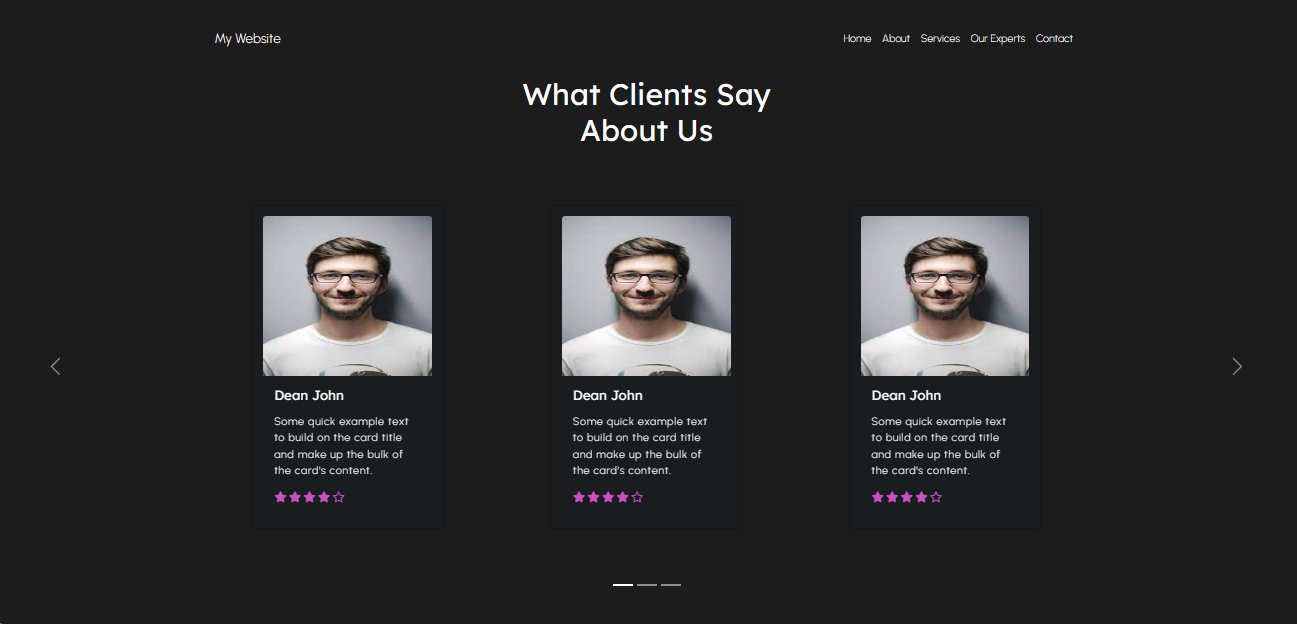 My Website
Home About Services Our Experts Contact
What Clients Say
About Us
Dean John
Some quick example text
to build on the card title
and make up the bulk of
the card's content.
Dean John
Some quick example text
to build on the card title
and make up the bulk of
the card's content.
Dean John
Some quick example text
to build on the card title
and make up the bulk of
the card's content.